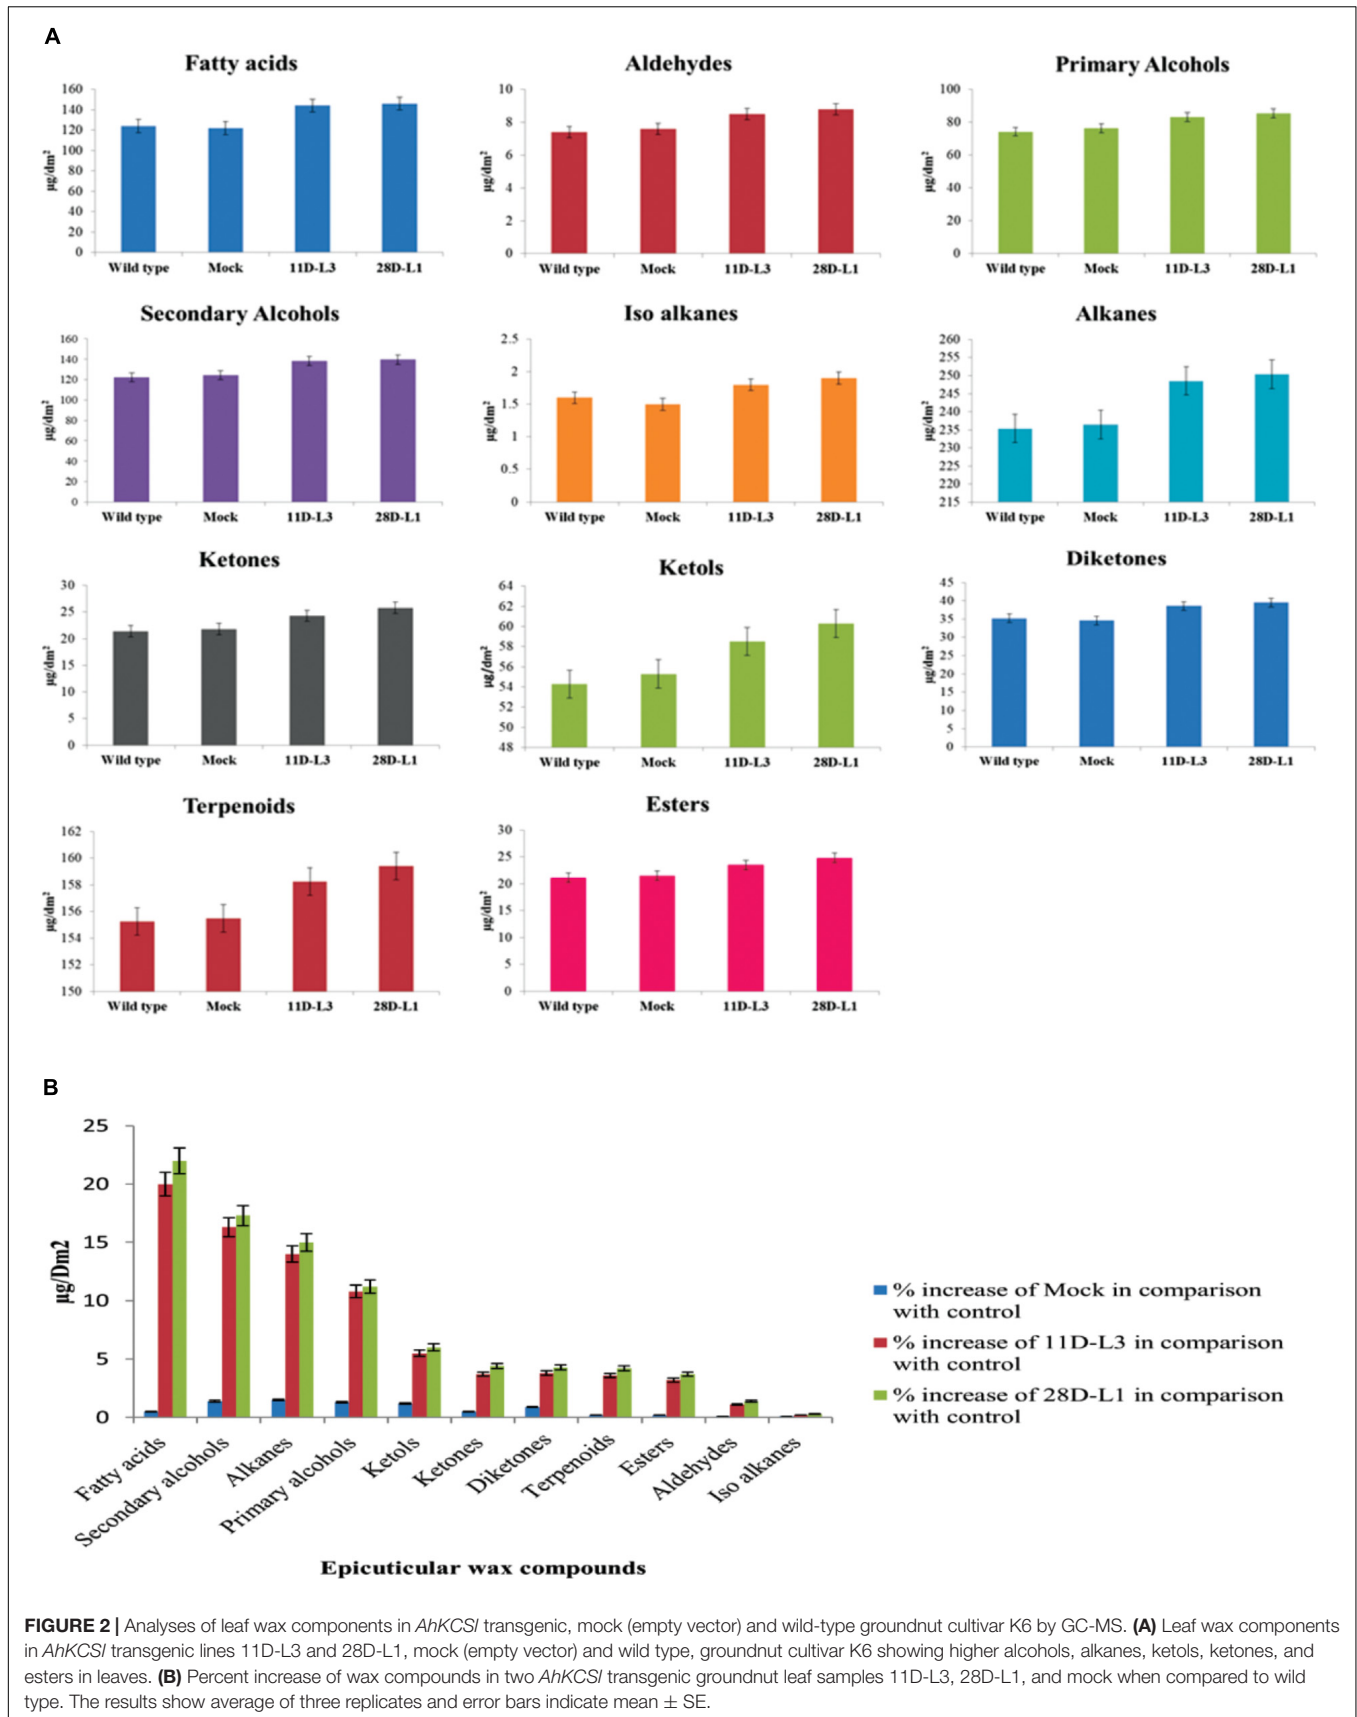 A
Fatty acids
160
140
120
100
80
60
40
20
0
µg/dm²
Wild type Mock 11D-L3 28D-L1
Aldehydes
10
8
6
4
2
0
µg/dm²
Wild type Mock 11D-L3 28D-L1
Primary Alcohols
100
80
60
40
20
0
µg/dm²
Wild type Mock 11D-L3 28D-L1
Secondary Alcohols
160
140
120
100
80
60
40
20
0
µg/dm²
Wild type Mock 11D-L3 28D-L1
Iso alkanes
2.5
2
1.5
1
0.5
0
µg/dm²
Wild type Mock 11D-L3 28D-L1
Alkanes
260
255
250
245
240
235
230
225
220
215
µg/dm²
Wild type Mock 11D-L3 28D-L1
Ketones
30
25
20
15
10
5
0
µg/dm²
Wild type Mock 11D-L3 28D-L1
Ketols
64
62
60
58
56
54
52
50
48
µg/dm²
Wild type Mock 11D-L3 28D-L1
Diketones
45
40
35
30
25
20
15
10
5
0
µg/dm²
Wild type Mock 11D-L3 28D-L1
Terpenoids
162
160
158
156
154
152
150
µg/dm²
Wild type Mock 11D-L3 28D-L1
Esters
30
25
20
15
10
5
0
µg/dm²
Wild type Mock 11D-L3 28D-L1
B
25
20
15
10
5
0
µg/Dm2
Fatty acids
Secondary alcohols
Alkanes
Primary alcohols
Ketols
Ketones
Diketones
Terpenoids
Esters
Aldehydes
Iso alkanes
Epicuticular wax compounds
% increase of Mock in comparison
with control
% increase of 11D-L3 in comparison
with control
% increase of 28D-L1 in comparison
with control
FIGURE 2 | Analyses of leaf wax components in AhKCSI transgenic, mock (empty vector) and wild-type groundnut cultivar K6 by GC-MS. (A) Leaf wax components
in AhKCSI transgenic lines 11D-L3 and 28D-L1, mock (empty vector) and wild type, groundnut cultivar K6 showing higher alcohols, alkanes, ketols, ketones, and
esters in leaves. (B) Percent increase of wax compounds in two AhKCSI transgenic groundnut leaf samples 11D-L3, 28D-L1, and mock when compared to wild
type. The results show average of three replicates and error bars indicate mean ± SE.